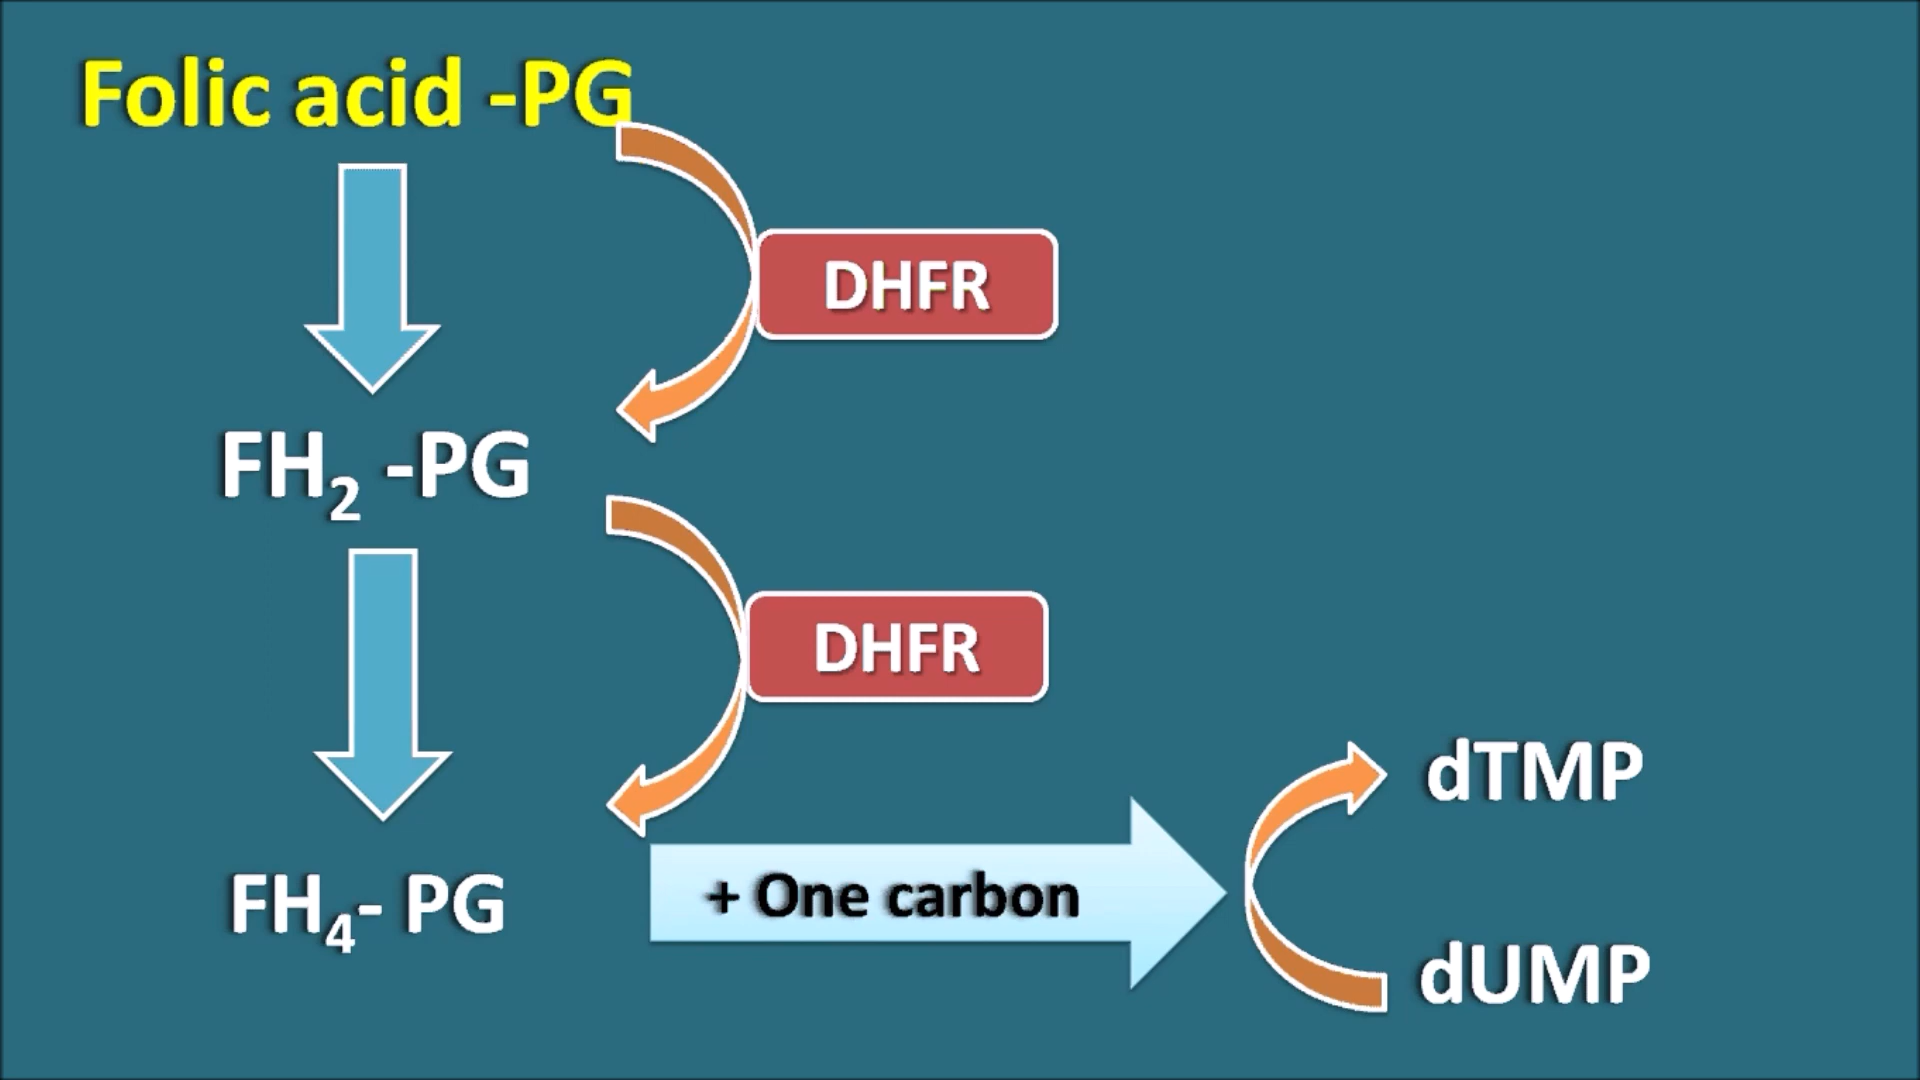 Folic acid -PG
DHFR
FH₂ -PG
DHFR
FH₄- PG
+ One carbon
dTMP
dUMP